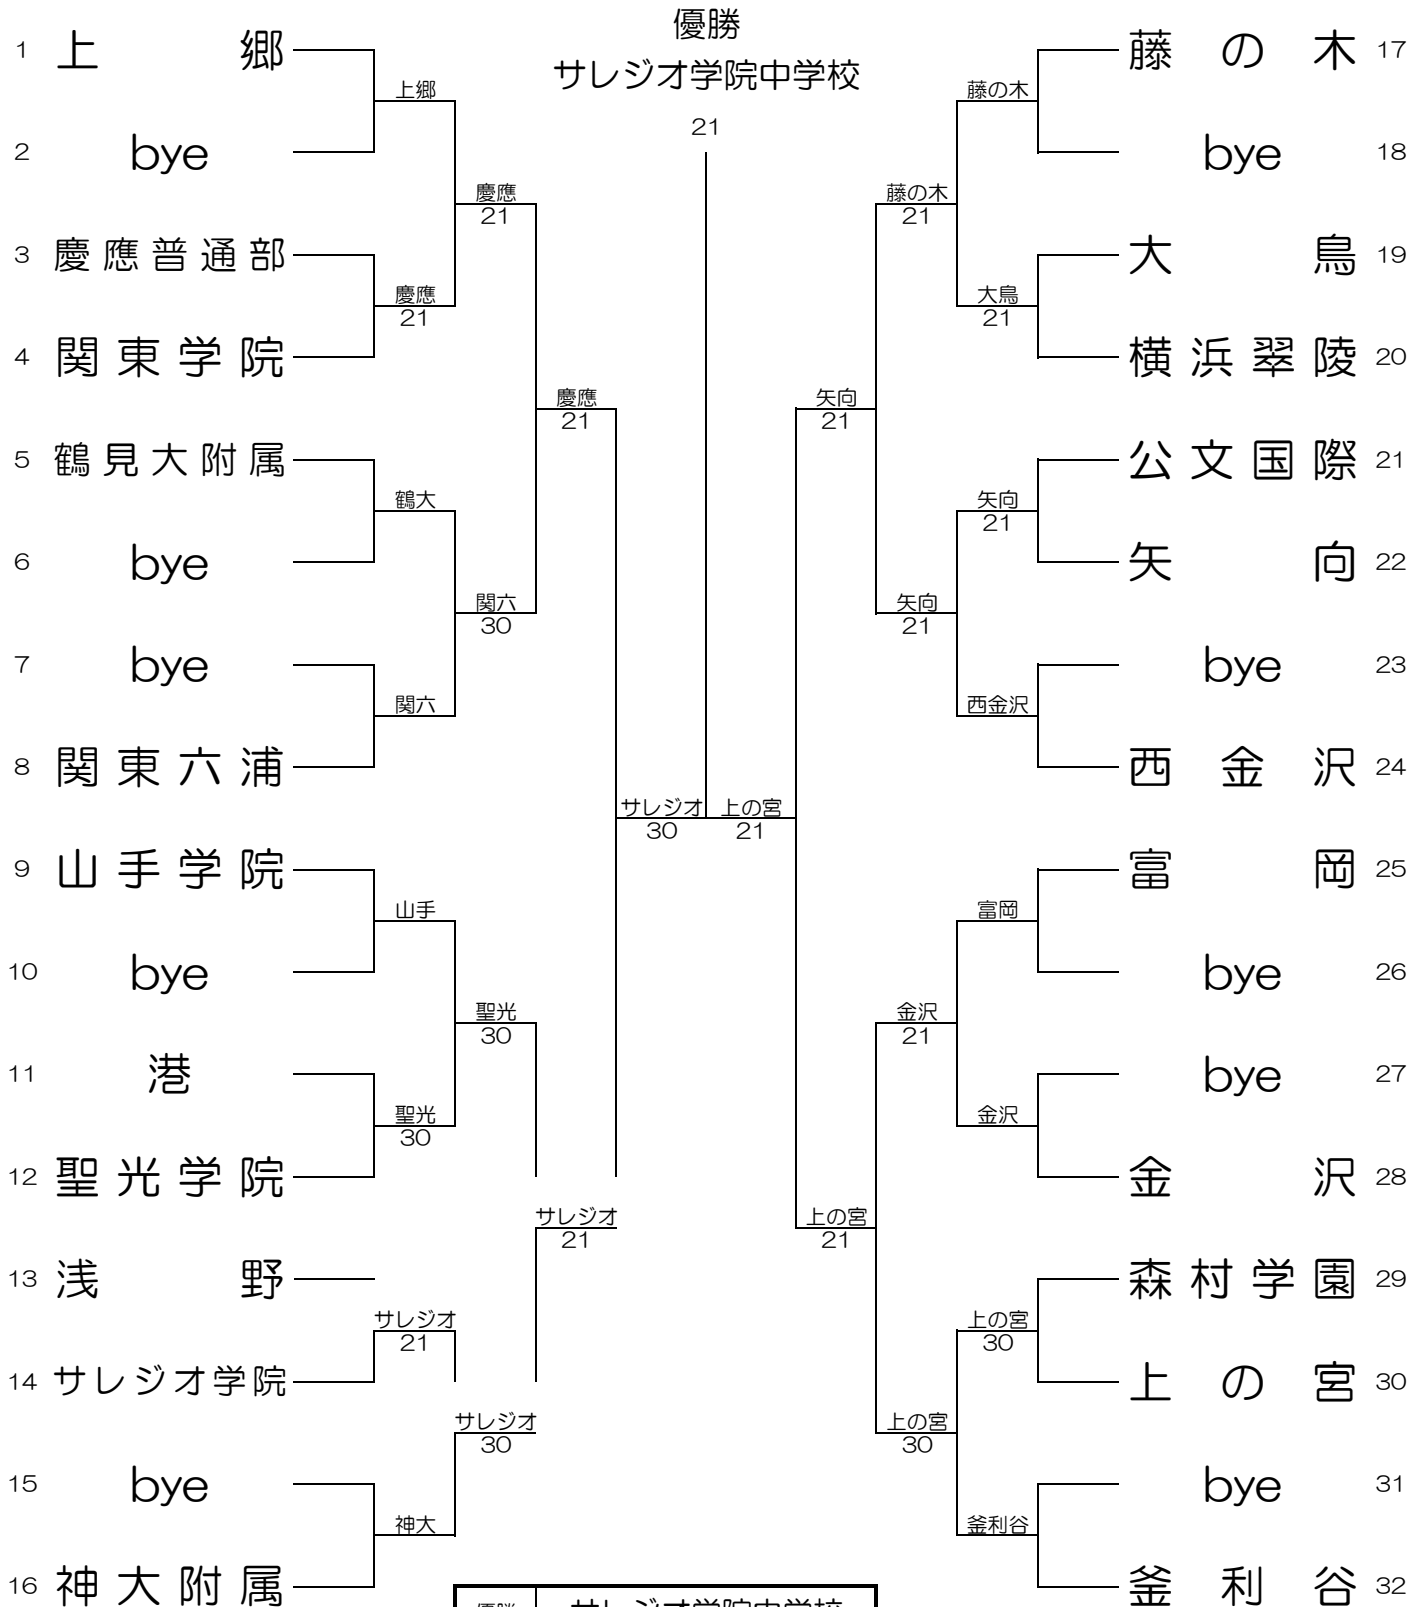 優勝
サレジオ学院中学校
21
1 上郷
2 bye
3 慶應普通部
4 関東学院
5 鶴見大附属
6 bye
7 bye
8 関東六浦
9 山手学院
10 bye
11 港
12 聖光学院
13 浅野
14 サレジオ学院
15 bye
16 神大附属
上郷
慶應
21
鶴大
関六
山手
聖光
30
サレジオ
21
神大
慶應
21
関六
30
聖光
30
サレジオ
30
慶應
21
サレジオ
21
サレジオ
30
上の宮
21
矢向
21
上の宮
21
藤の木
21
矢向
21
金沢
21
上の宮
30
藤の木
大鳥
21
矢向
21
西金沢
富岡
金沢
上の宮
30
釜利谷
藤の木 17
bye 18
大鳥 19
横浜翠陵 20
公文国際 21
矢向 22
bye 23
西金沢 24
富岡 25
bye 26
bye 27
金沢 28
森村学園 29
上の宮 30
bye 31
釜利谷 32
優勝 サレジオ学院中学校